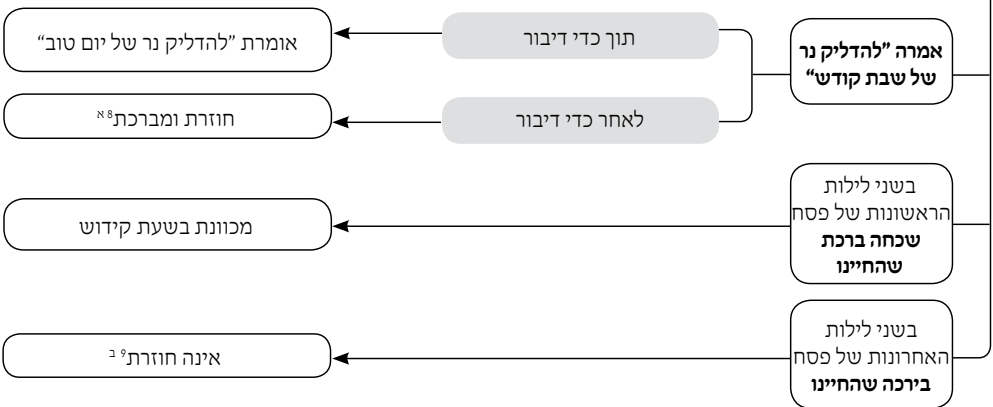 אמרה ״להדליק נר
של שבת קודש״
תוך כדי דיבור
אומרת ״להדליק נר של יום טוב״
לאחר כדי דיבור
חוזרת ומברכת⁸ א
בשני לילות
הראשונות של פסח
שכחה ברכת
שהחיינו
מכוונת בשעת קידוש
בשני לילות
האחרונות של פסח
בירכה שהחיינו
אינה חוזרת⁹ ב